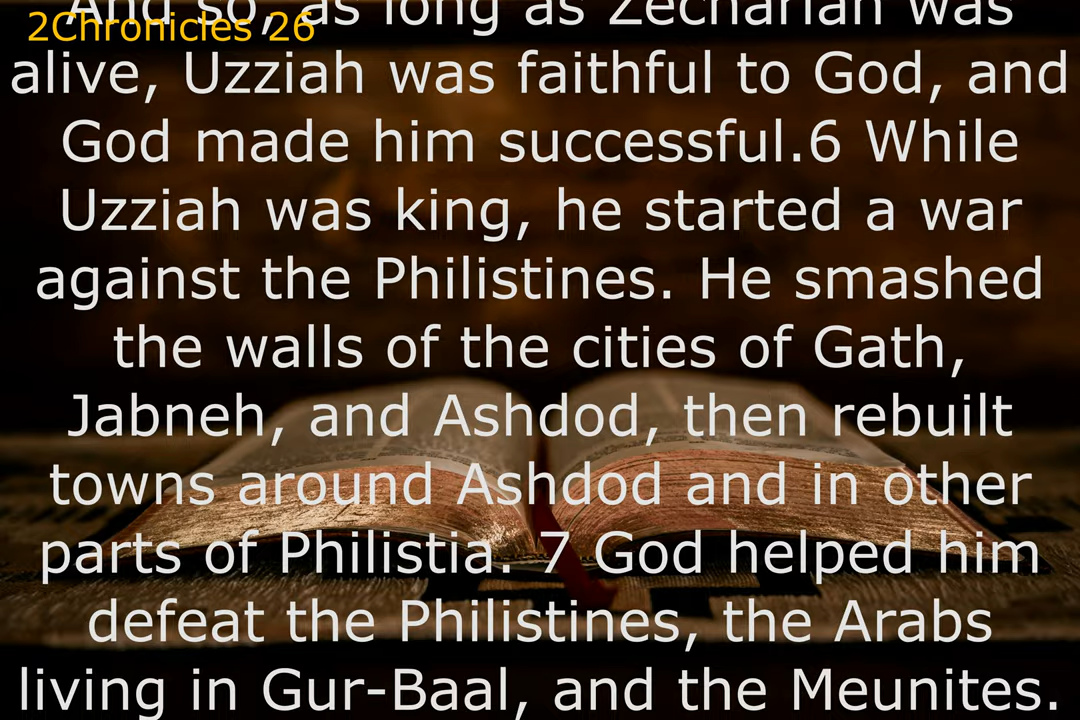 And so, as long as Zechariah was
2Chronicles 26
alive, Uzziah was faithful to God, and
God made him successful.6 While
Uzziah was king, he started a war
against the Philistines. He smashed
the walls of the cities of Gath,
Jabneh, and Ashdod, then rebuilt
towns around Ashdod and in other
parts of Philistia. 7 God helped him
defeat the Philistines, the Arabs
living in Gur-Baal, and the Meunites.